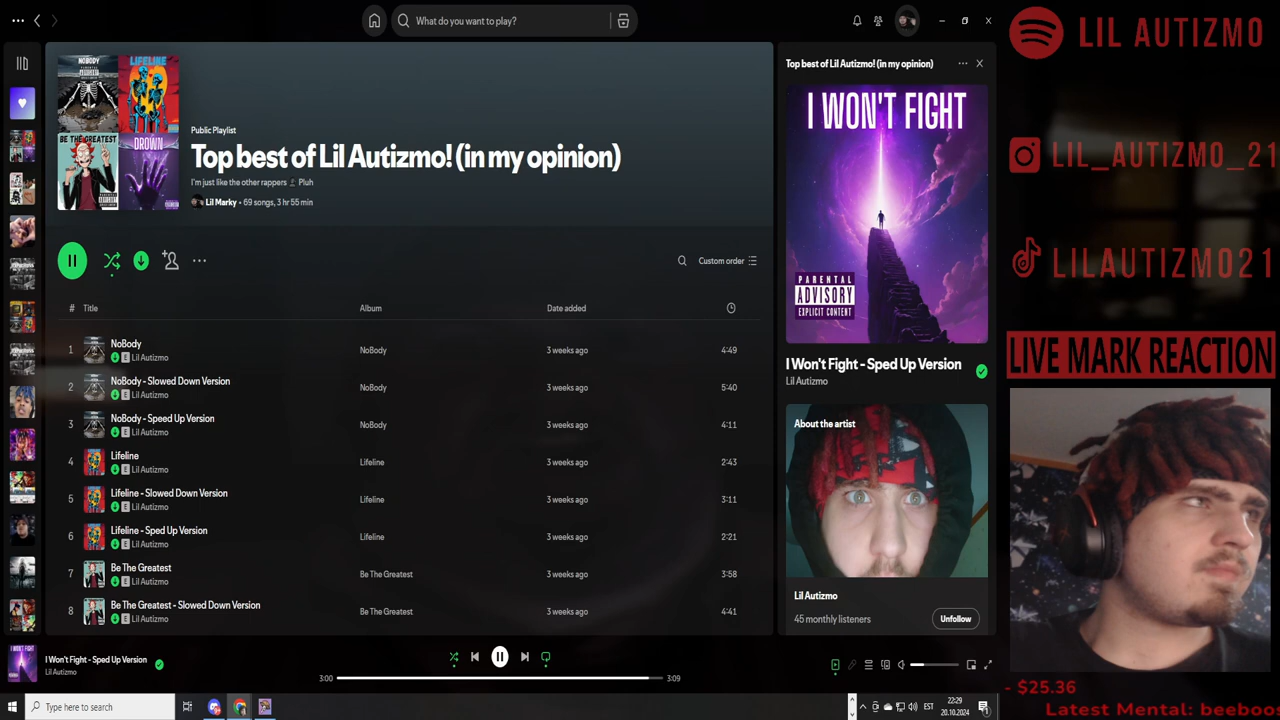 What do you want to play?
LIL AUTIZMO
LIL_AUTIZMO_21
LILAUTIZMO21
LIVE MARK REACTION
NOBODY
LIFELINE
BE THE GREATEST
DROWN
Public Playlist
Top best of Lil Autizmo! (in my opinion)
I'm just like the other rappers
Pluh
Lil Marky • 69 songs, 3 hr 55 min
Custom order
# Title Album Date added
1 NoBody NoBody 3 weeks ago 4:49
E Lil Autizmo
2 NoBody - Slowed Down Version NoBody 3 weeks ago 5:40
E Lil Autizmo
3 NoBody - Speed Up Version NoBody 3 weeks ago 4:11
E Lil Autizmo
4 Lifeline Lifeline 3 weeks ago 2:43
E Lil Autizmo
5 Lifeline - Slowed Down Version Lifeline 3 weeks ago 3:11
E Lil Autizmo
6 Lifeline - Sped Up Version Lifeline 3 weeks ago 2:21
E Lil Autizmo
7 Be The Greatest Be The Greatest 3 weeks ago 3:58
E Lil Autizmo
8 Be The Greatest - Slowed Down Version Be The Greatest 3 weeks ago 4:41
E Lil Autizmo
Top best of Lil Autizmo! (in my opinion)
I WON'T FIGHT
PARENTAL
ADVISORY
EXPLICIT CONTENT
I Won't Fight - Sped Up Version
Lil Autizmo
About the artist
Lil Autizmo
45 monthly listeners
Unfollow
I Won't Fight - Sped Up Version
Lil Autizmo
3:00
3:09
- $25.36
Latest Mental: beeboos
Type here to search
EST
22:29
20.10.2024